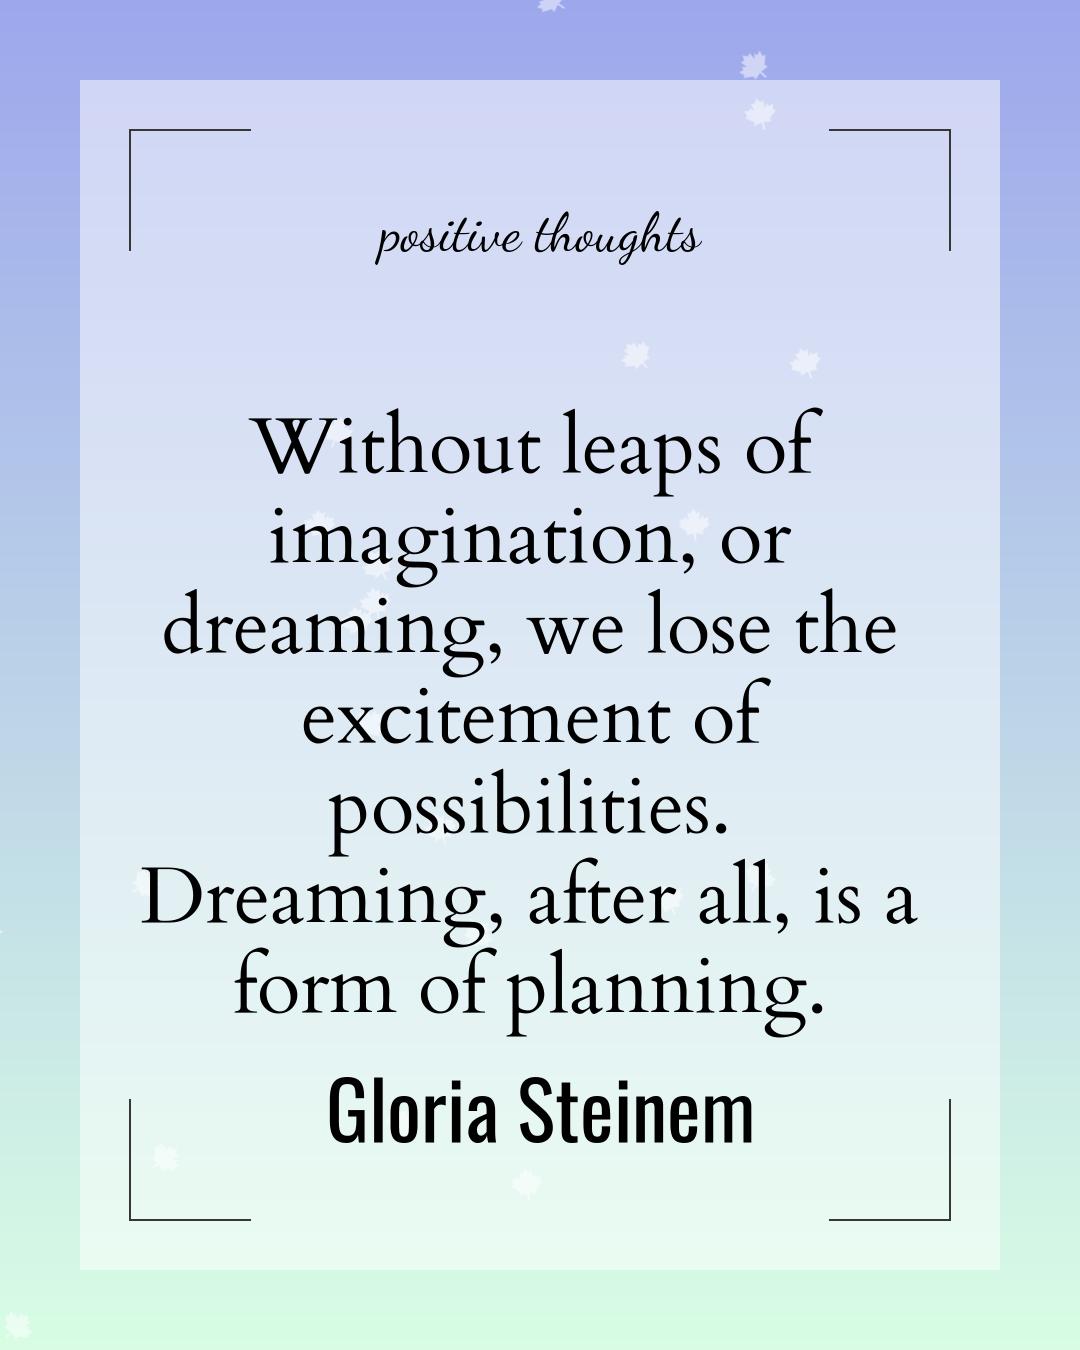 positive thoughts
Without leaps of
imagination, or
dreaming, we lose the
excitement of
possibilities.
Dreaming, after all, is a
form of planning.
Gloria Steinem